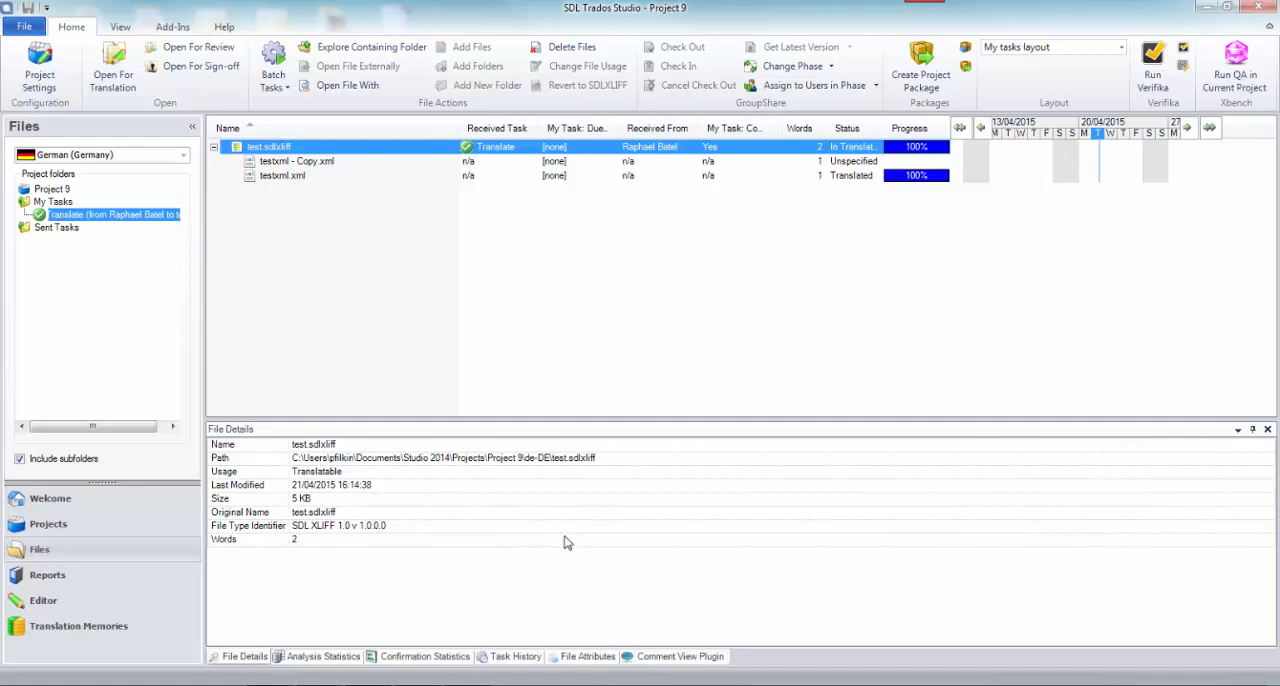 SDL Trados Studio - Project 9
File Home View Add-Ins Help
Project Settings
Configuration
Open For Translation
Open For Review
Open For Sign-off
Open
Batch Tasks
Explore Containing Folder
Open File Externally
Open File With
Add Files
Add Folders
Add New Folder
Delete Files
Change File Usage
Revert to SDLXLIFF
File Actions
Check Out
Check In
Cancel Check Out
Get Latest Version
Change Phase
Assign to Users in Phase
GroupShare
Create Project Package
Packages
My tasks layout
Layout
Run Verifika
Verifika
Run QA in Current Project
Xbench
Files
German (Germany)
Project folders
Project 9
My Tasks
Translate (from Raphael Batel to t
Sent Tasks
Include subfolders
Welcome
Projects
Files
Reports
Editor
Translation Memories
Name Received Task My Task: Due... Received From My Task: Co... Words Status Progress
13/04/2015 20/04/2015 27
M T W T F S S M T W T F S S M
test.sdlxliff Translate [none] Raphael Batel Yes 2 In Translat... 100%
testxml - Copy.xml n/a [none] n/a n/a 1 Unspecified
testxml.xml n/a [none] n/a n/a 1 Translated 100%
File Details
Name test.sdlxliff
Path C:\Users\pfilkin\Documents\Studio 2014\Projects\Project 9\de-DE\test.sdlxliff
Usage Translatable
Last Modified 21/04/2015 16:14:38
Size 5 KB
Original Name test.sdlxliff
File Type Identifier SDL XLIFF 1.0 v 1.0.0.0
Words 2
File Details Analysis Statistics Confirmation Statistics Task History File Attributes Comment View Plugin